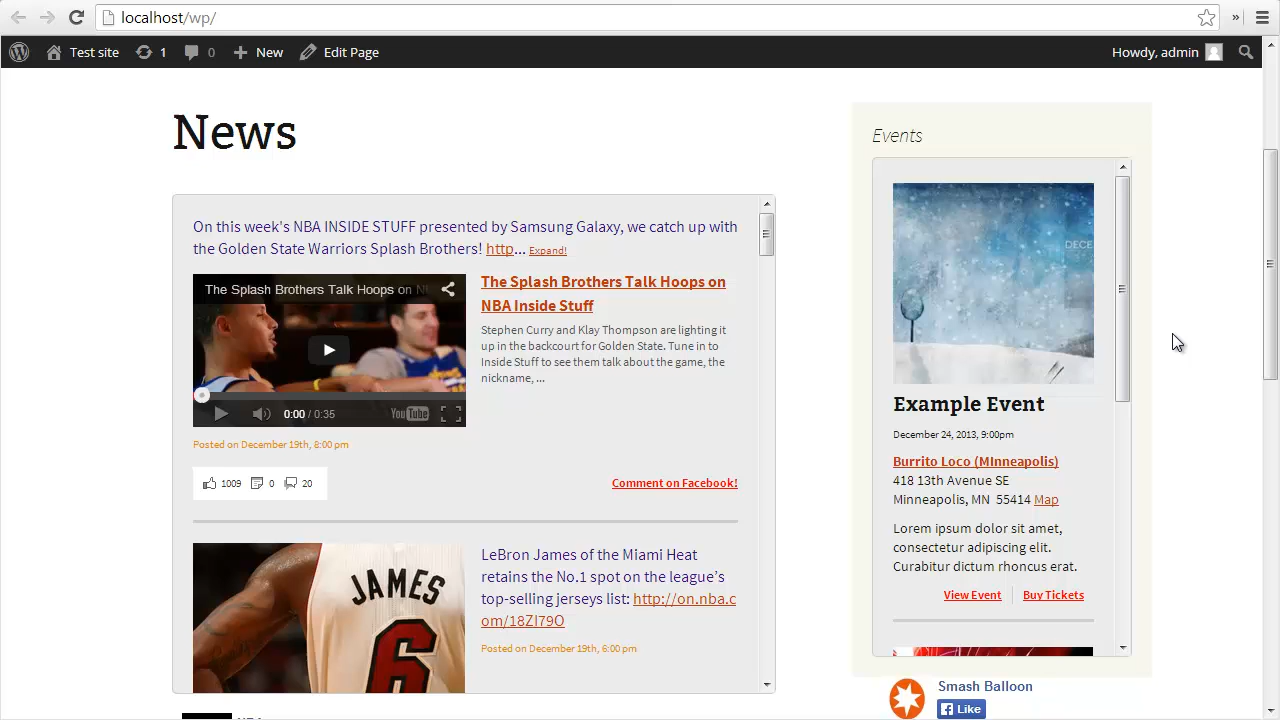 localhost/wp/
»
Test site
1
0
New
Edit Page
Howdy, admin
News
On this week's NBA INSIDE STUFF presented by Samsung Galaxy, we catch up with
the Golden State Warriors Splash Brothers! http... Expand!
The Splash Brothers Talk Hoops on
The Splash Brothers Talk Hoops on
NBA Inside Stuff
Stephen Curry and Klay Thompson are lighting it
up in the backcourt for Golden State. Tune in to
Inside Stuff to see them talk about the game, the
nickname, ...
0:00 / 0:35
YouTube
Posted on December 19th, 8:00 pm
1009 0 20
Comment on Facebook!
JAMES
6
LeBron James of the Miami Heat
retains the No.1 spot on the league's
top-selling jerseys list: http://on.nba.c
om/18ZI79O
Posted on December 19th, 6:00 pm
Events
DECE
Example Event
December 24, 2013, 9:00pm
Burrito Loco (MInneapolis)
418 13th Avenue SE
Minneapolis, MN 55414 Map
Lorem ipsum dolor sit amet,
consectetur adipiscing elit.
Curabitur dictum rhoncus erat.
View Event
Buy Tickets
Smash Balloon
Like